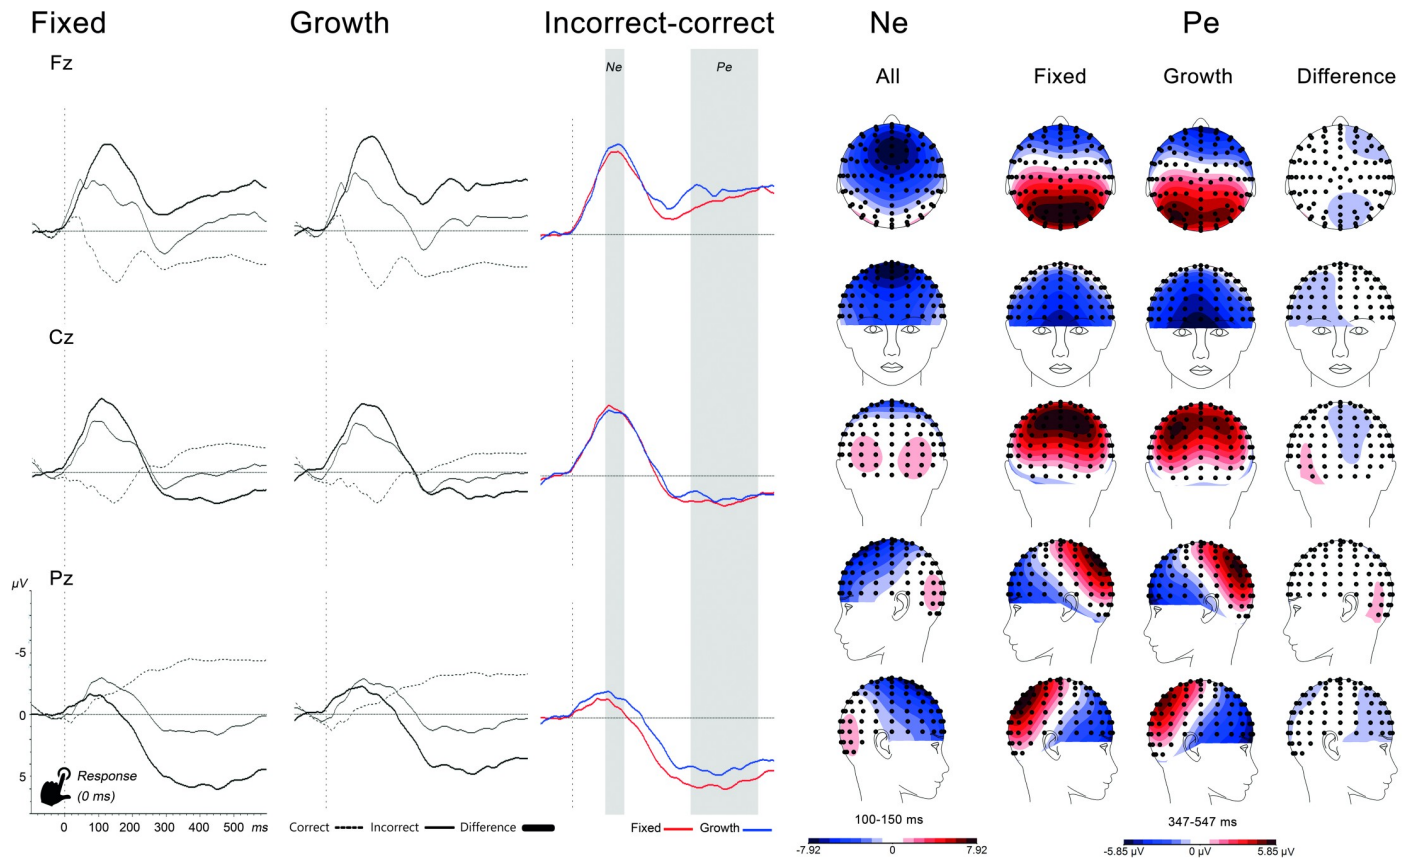 Fixed Growth Incorrect-correct Ne Pe
Fz Ne Pe All Fixed Growth Difference
Cz
Pz
µV
-5
0
5
Response
(0 ms)
0 100 200 300 400 500 ms
Correct Incorrect Difference
Fixed Growth
100-150 ms
-7.92 0 7.92
347-547 ms
-5.85 µV 0 µV 5.85 µV